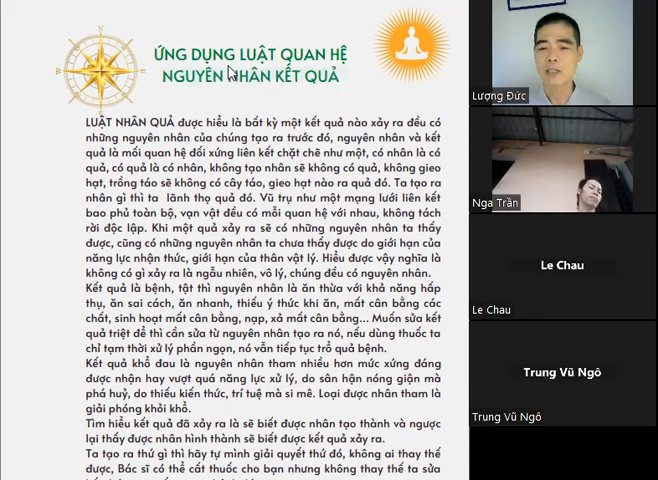 ỨNG DỤNG LUẬT QUAN HỆ
NGUYÊN NHÂN KẾT QUẢ
LUẬT NHÂN QUẢ được hiểu là bất kỳ một kết quả nào xảy ra đều có
những nguyên nhân của chúng tạo ra trước đó, nguyên nhân và kết
quả là mối quan hệ đối xứng liên kết chặt chẽ như một, có nhân là có
quả, có quả là có nhân, không tạo nhân sẽ không có quả, không gieo
hạt, trồng táo sẽ không có cây táo, gieo hạt nào ra quả đó. Ta tạo ra
nhân gì thì ta lãnh thọ quả đó. Vũ trụ như một mạng lưới liên kết
bao phủ toàn bộ, vạn vật đều có mỗi quan hệ với nhau, không tách
rời độc lập. Khi một quả xảy ra sẽ có những nguyên nhân ta thấy
được, cũng có những nguyên nhân ta chưa thấy được do giới hạn của
năng lực nhận thức, giới hạn của thân vật lý. Hiểu được vậy nghĩa là
không có gì xảy ra là ngẫu nhiên, vô lý, chúng đều có nguyên nhân.
Kết quả là bệnh, tật thì nguyên nhân là ăn thừa với khả năng hấp
thụ, ăn sai cách, ăn nhanh, thiếu ý thức khi ăn, mất cân bằng các
chất, sinh hoạt mất cân bằng, nạp, xả mất cân bằng... Muốn sửa kết
quả triệt để thì cần sửa từ nguyên nhân tạo ra nó, nếu dùng thuốc ta
chỉ tạm thời xử lý phần ngọn, nó vẫn tiếp tục trổ quả bệnh.
Kết quả khổ đau là nguyên nhân tham nhiều hơn mức xứng đáng
được nhận hay vượt quá năng lực xử lý, do sân hận nóng giận mà
phá huỷ, do thiếu kiến thức, trí tuệ mà si mê. Loại được nhân tham là
giải phóng khỏi khổ.
Tìm hiểu kết quả đã xảy ra là sẽ biết được nhân tạo thành và ngược
lại thấy được nhân hình thành sẽ biết được kết quả xảy ra.
Ta tạo ra thứ gì thì hãy tự mình giải quyết thứ đó, không ai thay thế
được, Bác sĩ có thể cắt thuốc cho bạn nhưng không thay thế ta sửa
Lượng Đức
Nga Trần
Le Chau
Le Chau
Trung Vũ Ngô
Trung Vũ Ngô